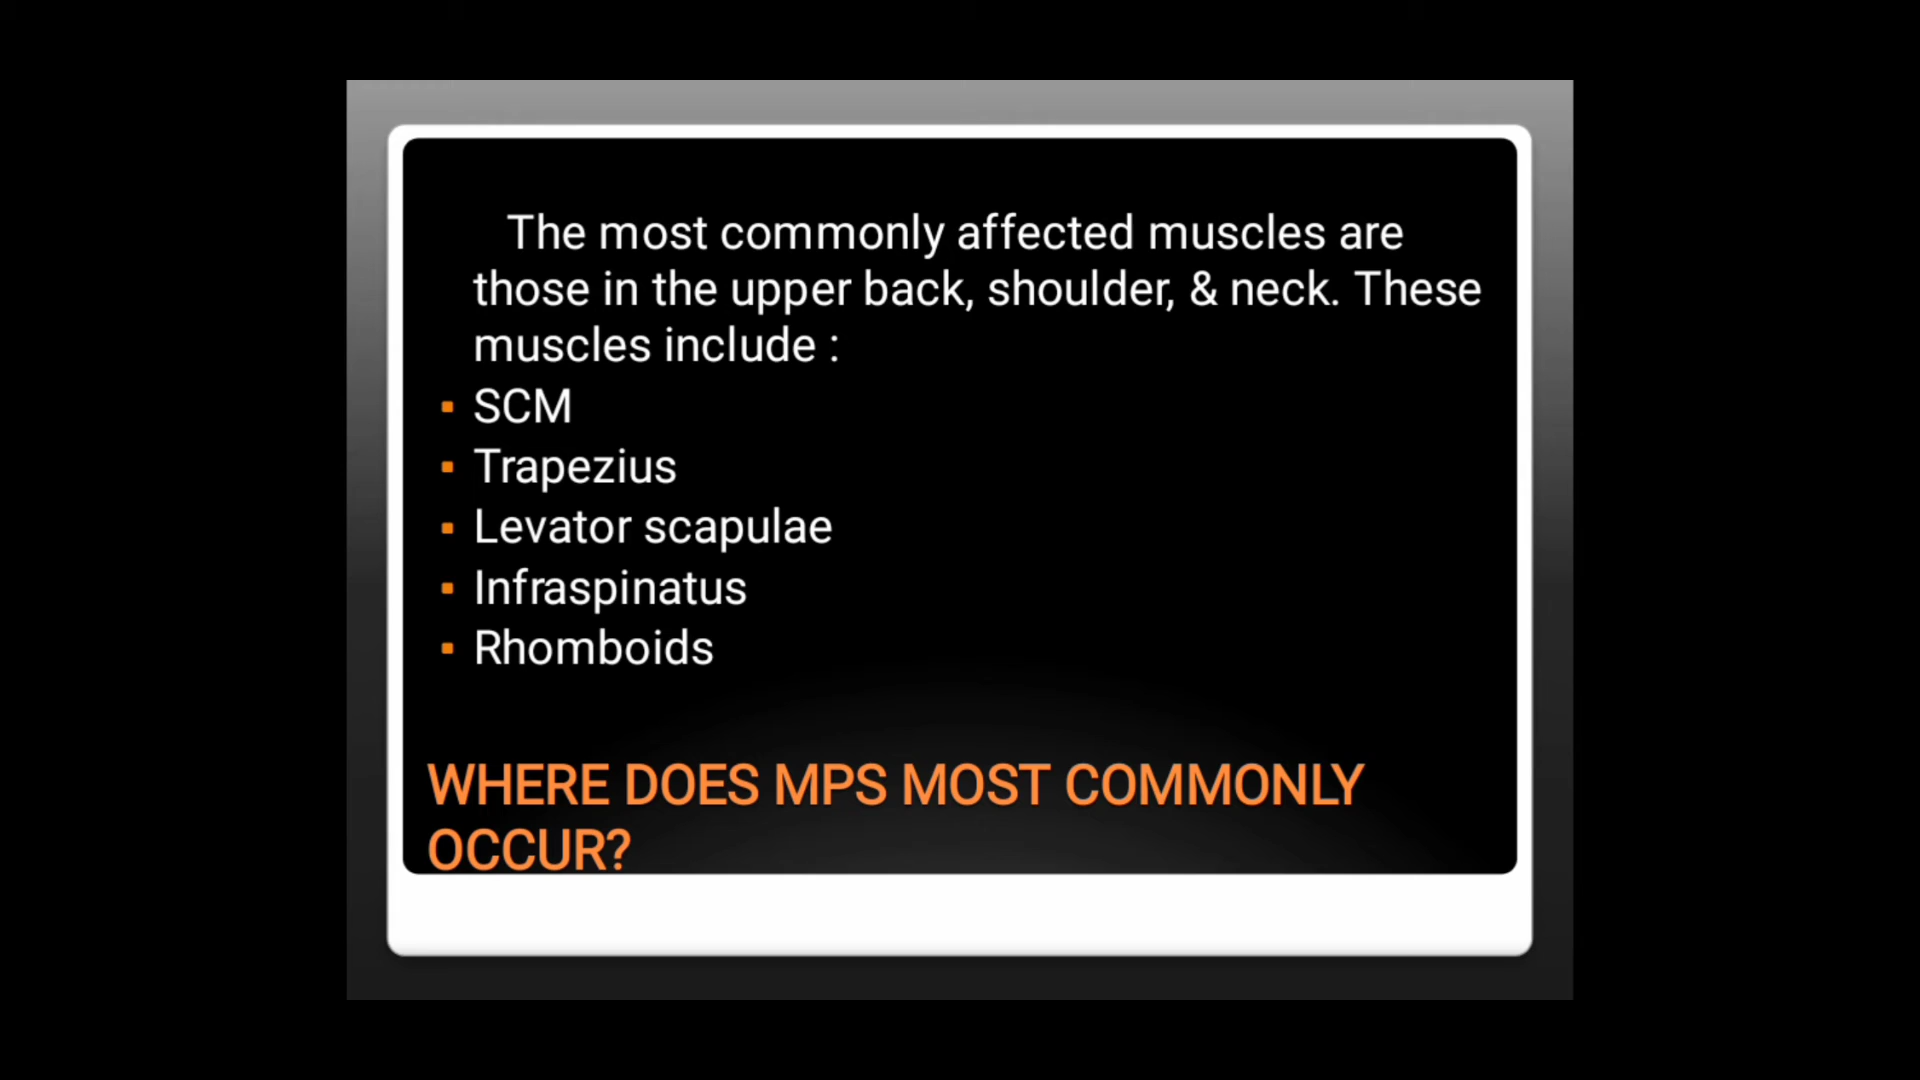 The most commonly affected muscles are
those in the upper back, shoulder, & neck. These
muscles include :
▪ SCM
▪ Trapezius
▪ Levator scapulae
▪ Infraspinatus
▪ Rhomboids
WHERE DOES MPS MOST COMMONLY
OCCUR?